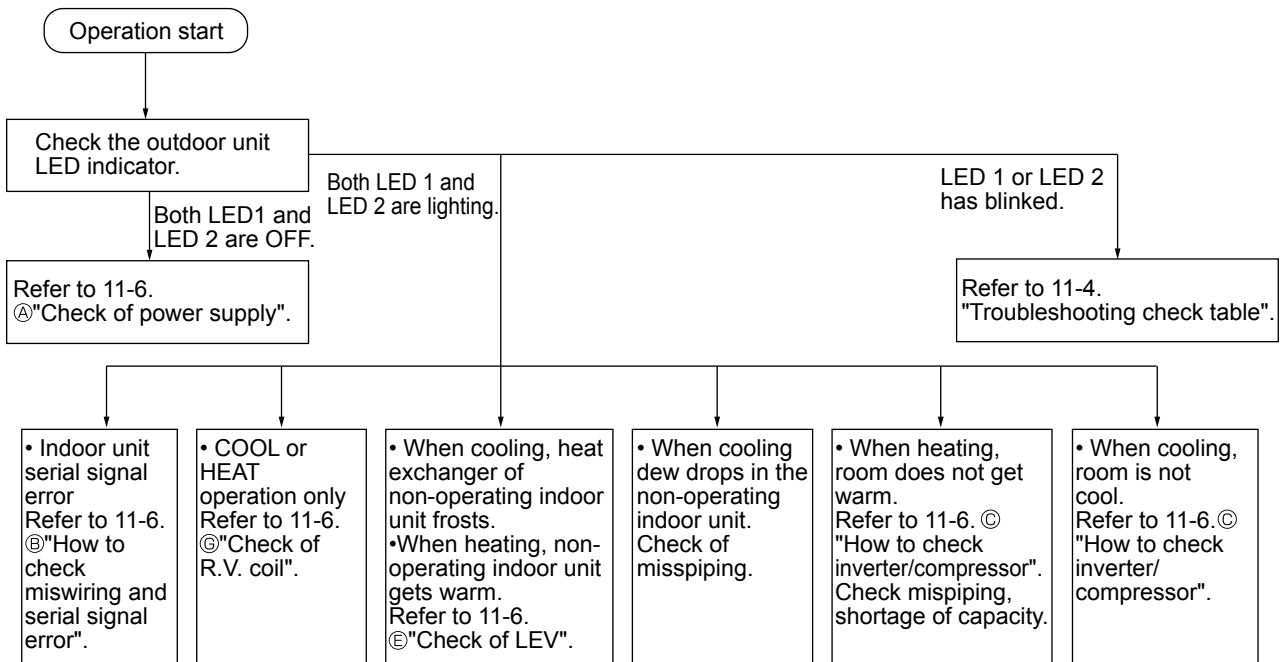 Operation start
Check the outdoor unit
LED indicator.
Both LED1 and
LED 2 are OFF.
Both LED 1 and
LED 2 are lighting.
LED 1 or LED 2
has blinked.
Refer to 11-6.
Ⓐ"Check of power supply".
Refer to 11-4.
"Troubleshooting check table".
• Indoor unit
serial signal
error
Refer to 11-6.
Ⓑ"How to
check
miswiring and
serial signal
error".
• COOL or
HEAT
operation only
Refer to 11-6.
Ⓖ"Check of
R.V. coil".
• When cooling, heat
exchanger of
non-operating indoor
unit frosts.
•When heating, non-
operating indoor unit
gets warm.
Refer to 11-6.
Ⓔ"Check of LEV".
• When cooling
dew drops in the
non-operating
indoor unit.
Check of
misspiping.
• When heating,
room does not get
warm.
Refer to 11-6. Ⓒ
"How to check
inverter/compressor".
Check mispiping,
shortage of capacity.
• When cooling,
room is not
cool.
Refer to 11-6.Ⓒ
"How to check
inverter/
compressor".